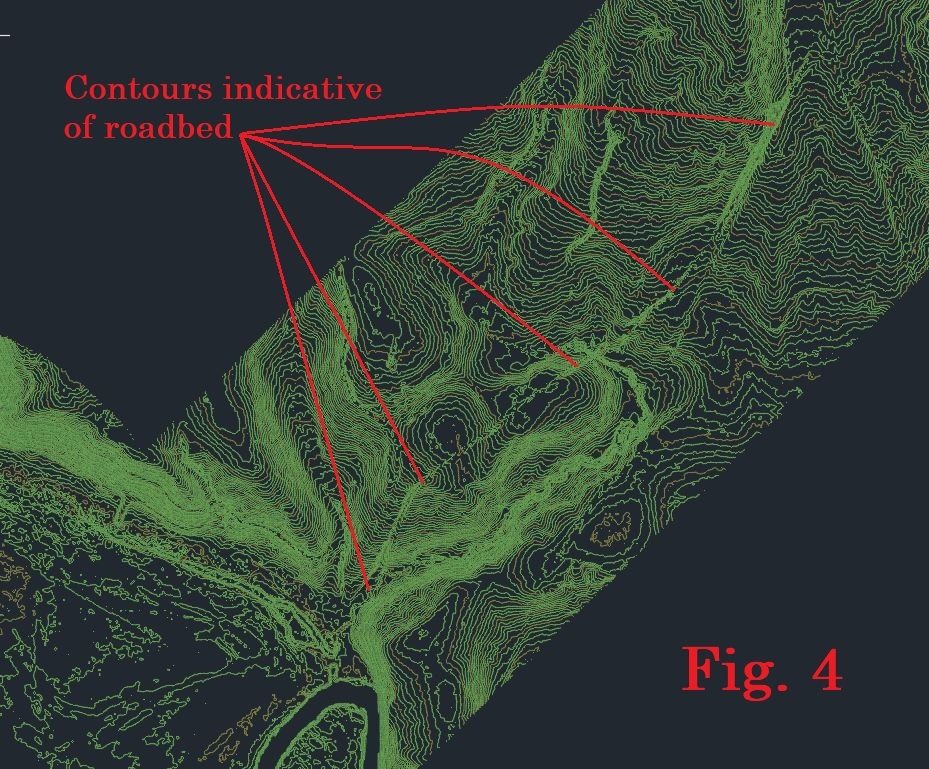 Contours indicative
of roadbed
Fig. 4